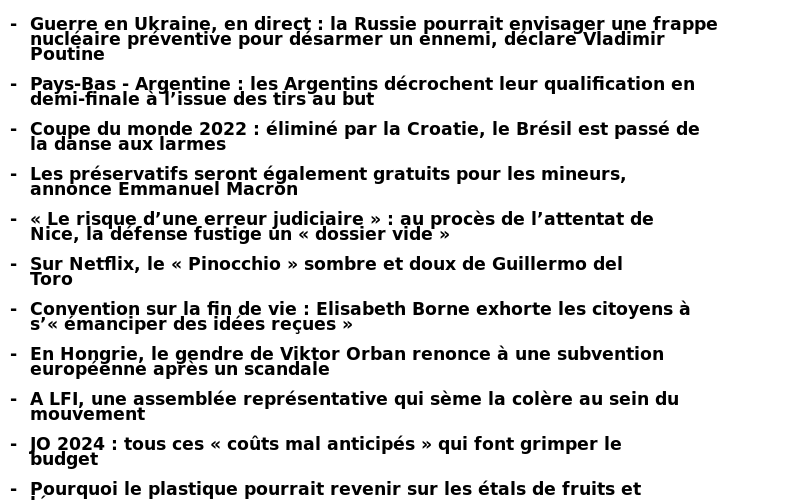 - Guerre en Ukraine, en direct : la Russie pourrait envisager une frappe
nucléaire préventive pour désarmer un ennemi, déclare Vladimir
Poutine
- Pays-Bas - Argentine : les Argentins décrochent leur qualification en
demi-finale à l’issue des tirs au but
- Coupe du monde 2022 : éliminé par la Croatie, le Brésil est passé de
la danse aux larmes
- Les préservatifs seront également gratuits pour les mineurs,
annonce Emmanuel Macron
- « Le risque d’une erreur judiciaire » : au procès de l’attentat de
Nice, la défense fustige un « dossier vide »
- Sur Netflix, le « Pinocchio » sombre et doux de Guillermo del
Toro
- Convention sur la fin de vie : Elisabeth Borne exhorte les citoyens à
s’« émanciper des idées reçues »
- En Hongrie, le gendre de Viktor Orban renonce à une subvention
européenne après un scandale
- A LFI, une assemblée représentative qui sème la colère au sein du
mouvement
- JO 2024 : tous ces « coûts mal anticipés » qui font grimper le
budget
- Pourquoi le plastique pourrait revenir sur les étals de fruits et